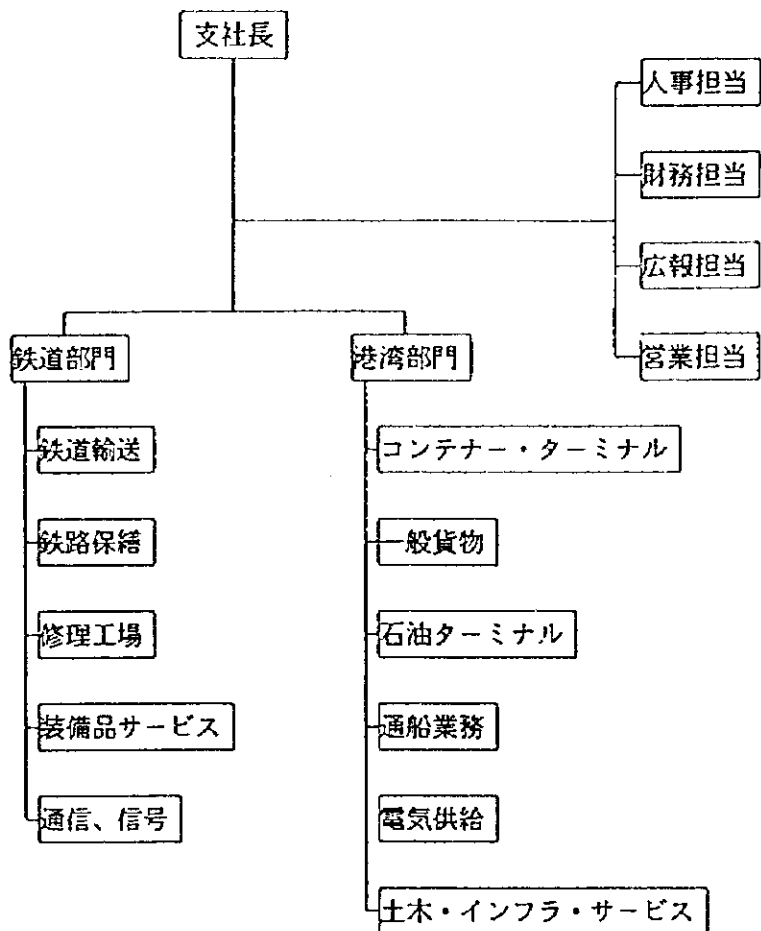 支社長
人事担当
財務担当
広報担当
営業担当
鉄道部門
鉄道輸送
鉄路保繕
修理工場
装備品サービス
通信、信号
港湾部門
コンテナー・ターミナル
一般貨物
石油ターミナル
通船業務
電気供給
土木・インフラ・サービス